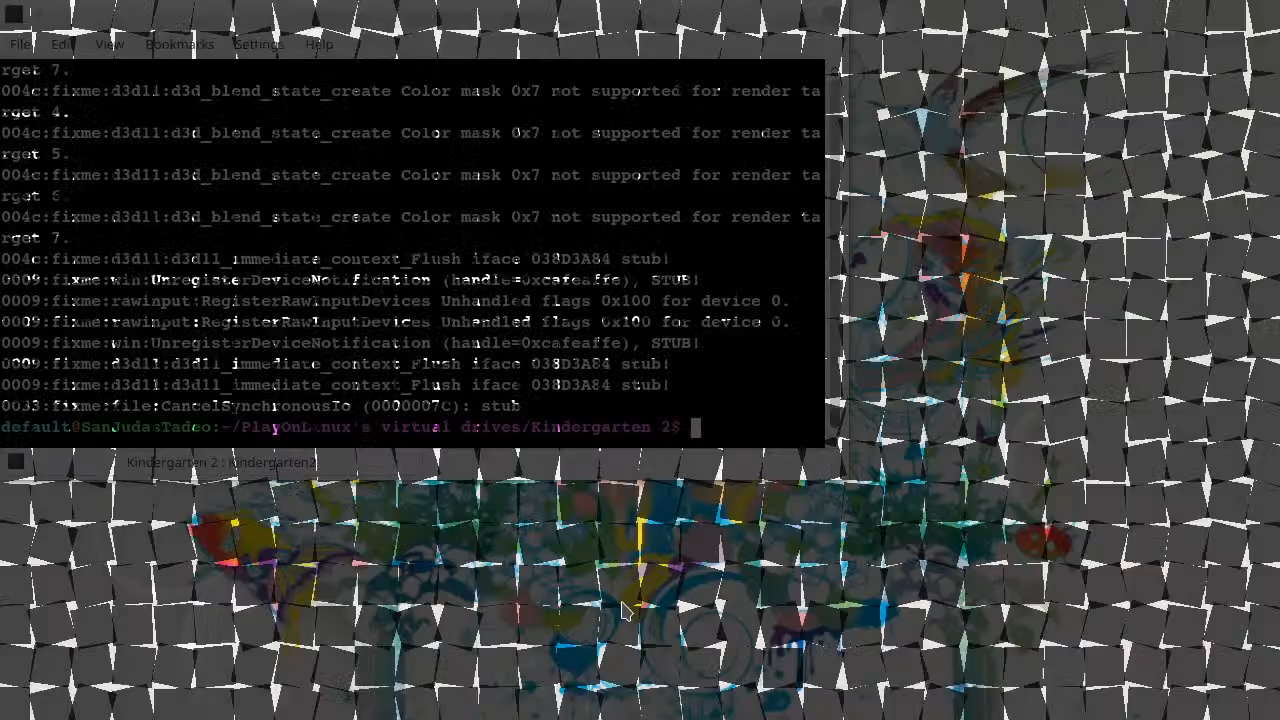 File Edit View Bookmarks Settings Help
rget 7.
004c:fixme:d3d11:d3d_blend_state_create Color mask 0x7 not supported for render ta
rget 4.
004c:fixme:d3d11:d3d_blend_state_create Color mask 0x7 not supported for render ta
rget 5.
004c:fixme:d3d11:d3d_blend_state_create Color mask 0x7 not supported for render ta
rget 6.
004c:fixme:d3d11:d3d_blend_state_create Color mask 0x7 not supported for render ta
rget 7.
004c:fixme:d3d11:d3d11_immediate_context_Flush iface 038D3A84 stub!
0009:fixme:win:UnregisterDeviceNotification (handle=0xcafeaffe), STUB!
0009:fixme:rawinput:RegisterRawInputDevices Unhandled flags 0x100 for device 0.
0009:fixme:rawinput:RegisterRawInputDevices Unhandled flags 0x100 for device 0.
0009:fixme:win:UnregisterDeviceNotification (handle=0xcafeaffe), STUB!
0009:fixme:d3d11:d3d11_immediate_context_Flush iface 038D3A84 stub!
0009:fixme:d3d11:d3d11_immediate_context_Flush iface 038D3A84 stub!
0033:fixme:file:CancelSynchronousIo (0000007C): stub
default@SanJudasTadeo:~/PlayOnLinux's virtual drives/Kindergarten 2$
Kindergarten 2 : Kindergarten2